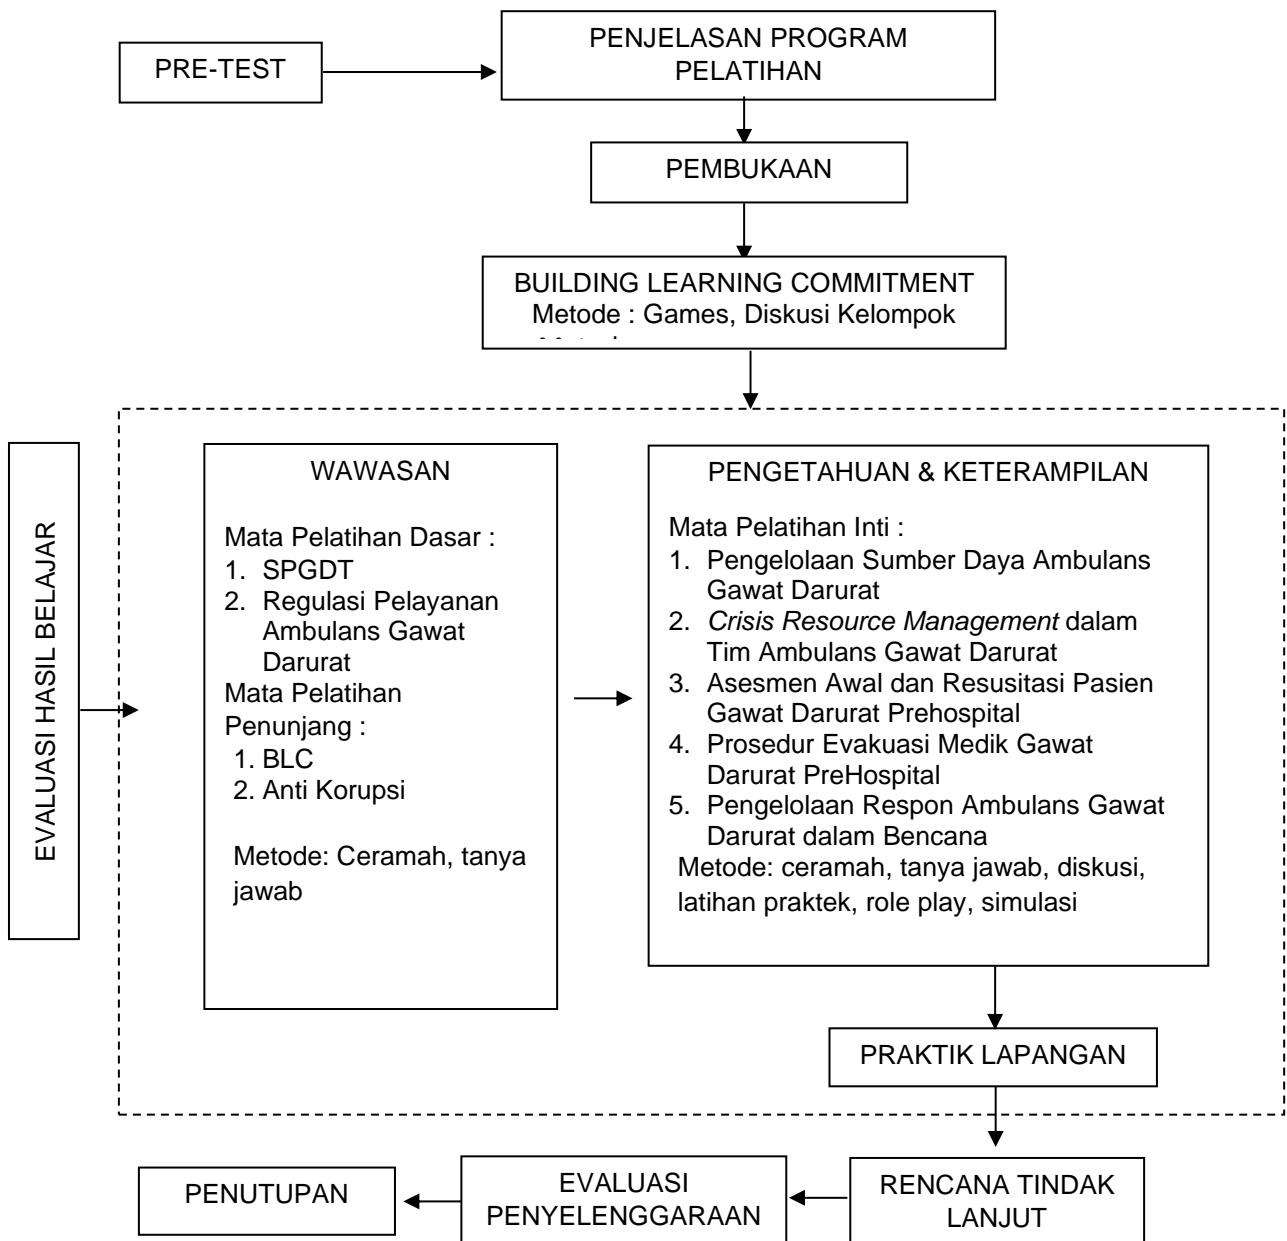 PRE-TEST
PENJELASAN PROGRAM
PELATIHAN
PEMBUKAAN
BUILDING LEARNING COMMITMENT
Metode : Games, Diskusi Kelompok
EVALUASI HASIL BELAJAR
WAWASAN
Mata Pelatihan Dasar :
1. SPGDT
2. Regulasi Pelayanan
Ambulans Gawat
Darurat
Mata Pelatihan
Penunjang :
1. BLC
2. Anti Korupsi
Metode: Ceramah, tanya
jawab
PENGETAHUAN & KETERAMPILAN
Mata Pelatihan Inti :
1. Pengelolaan Sumber Daya Ambulans
Gawat Darurat
2. Crisis Resource Management dalam
Tim Ambulans Gawat Darurat
3. Asesmen Awal dan Resusitasi Pasien
Gawat Darurat Prehospital
4. Prosedur Evakuasi Medik Gawat
Darurat PreHospital
5. Pengelolaan Respon Ambulans Gawat
Darurat dalam Bencana
Metode: ceramah, tanya jawab, diskusi,
latihan praktek, role play, simulasi
PRAKTIK LAPANGAN
RENCANA TINDAK
LANJUT
EVALUASI
PENYELENGGARAAN
PENUTUPAN